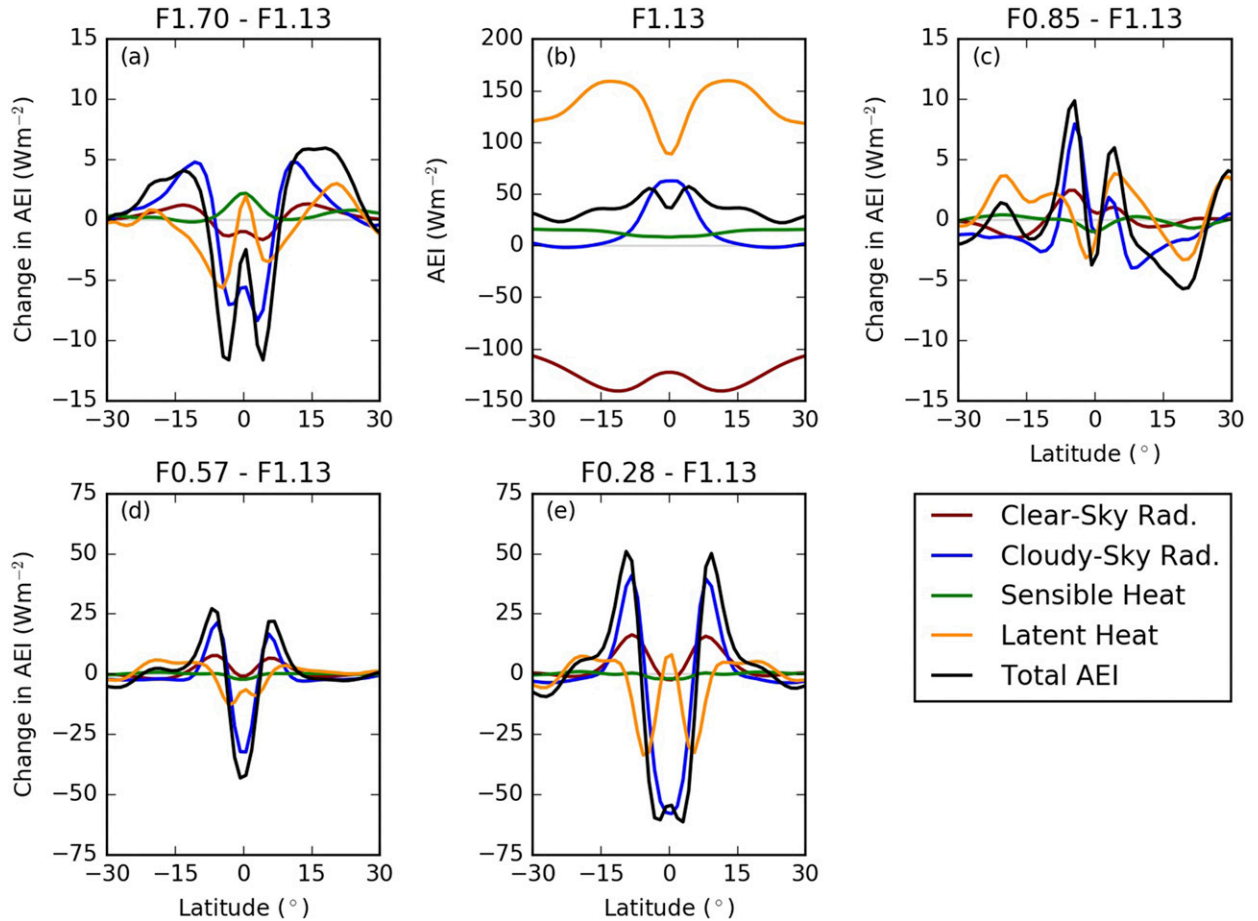 F1.70 - F1.13
F1.13
F0.85 - F1.13
(a)
(b)
(c)
Change in AEI (Wm−2)
15
10
5
0
−5
−10
−15
−30 −15 0 15 30
AEI (Wm−2)
200
150
100
50
0
−50
−100
−150
−30 −15 0 15 30
Change in AEI (Wm−2)
15
10
5
0
−5
−10
−15
−30 −15 0 15 30
Latitude (°)
F0.57 - F1.13
F0.28 - F1.13
(d)
(e)
Change in AEI (Wm−2)
75
50
25
0
−25
−50
−75
−30 −15 0 15 30
Latitude (°)
75
50
25
0
−25
−50
−75
−30 −15 0 15 30
Latitude (°)
Clear-Sky Rad.
Cloudy-Sky Rad.
Sensible Heat
Latent Heat
Total AEI